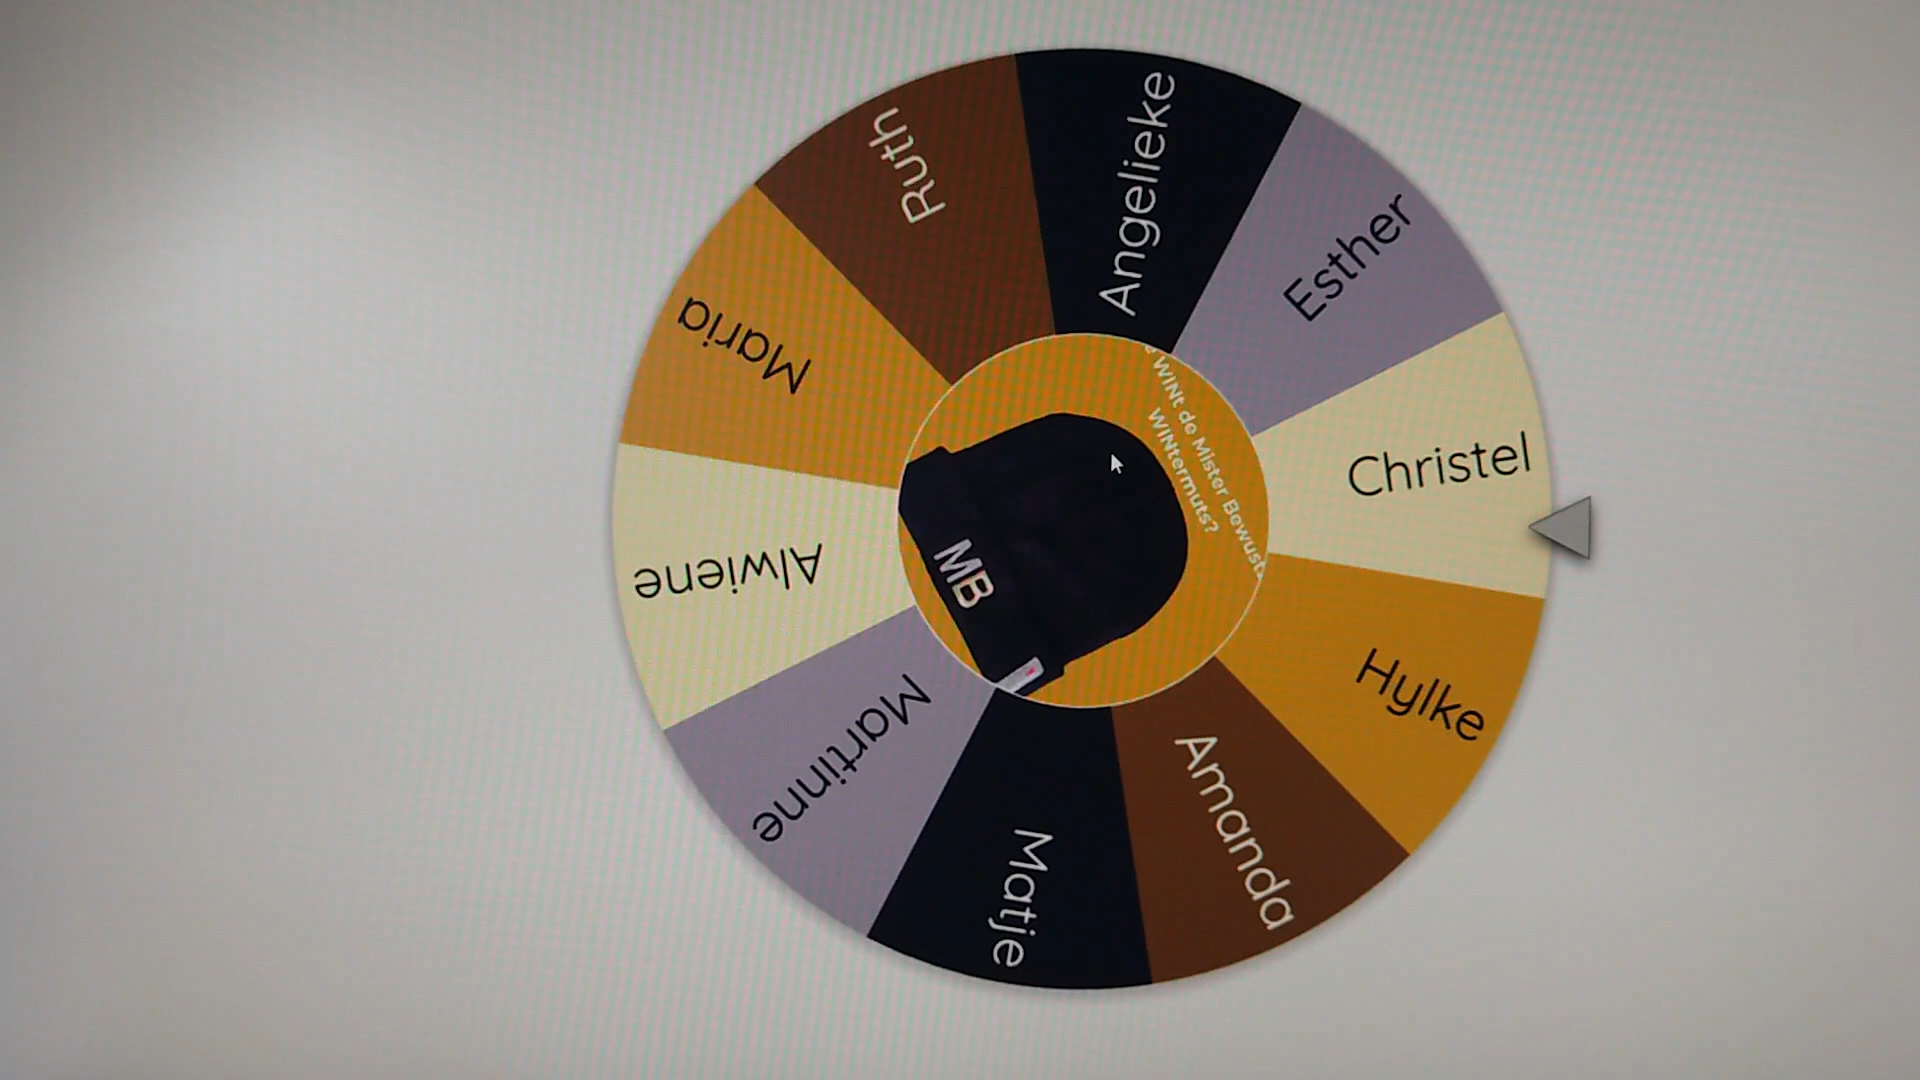 Ruth
Angelieke
Esther
Christel
Hylke
Amanda
Matje
Martinne
Alwiene
Maria
WINt de Mister Bewust
WINtermuts?
MB